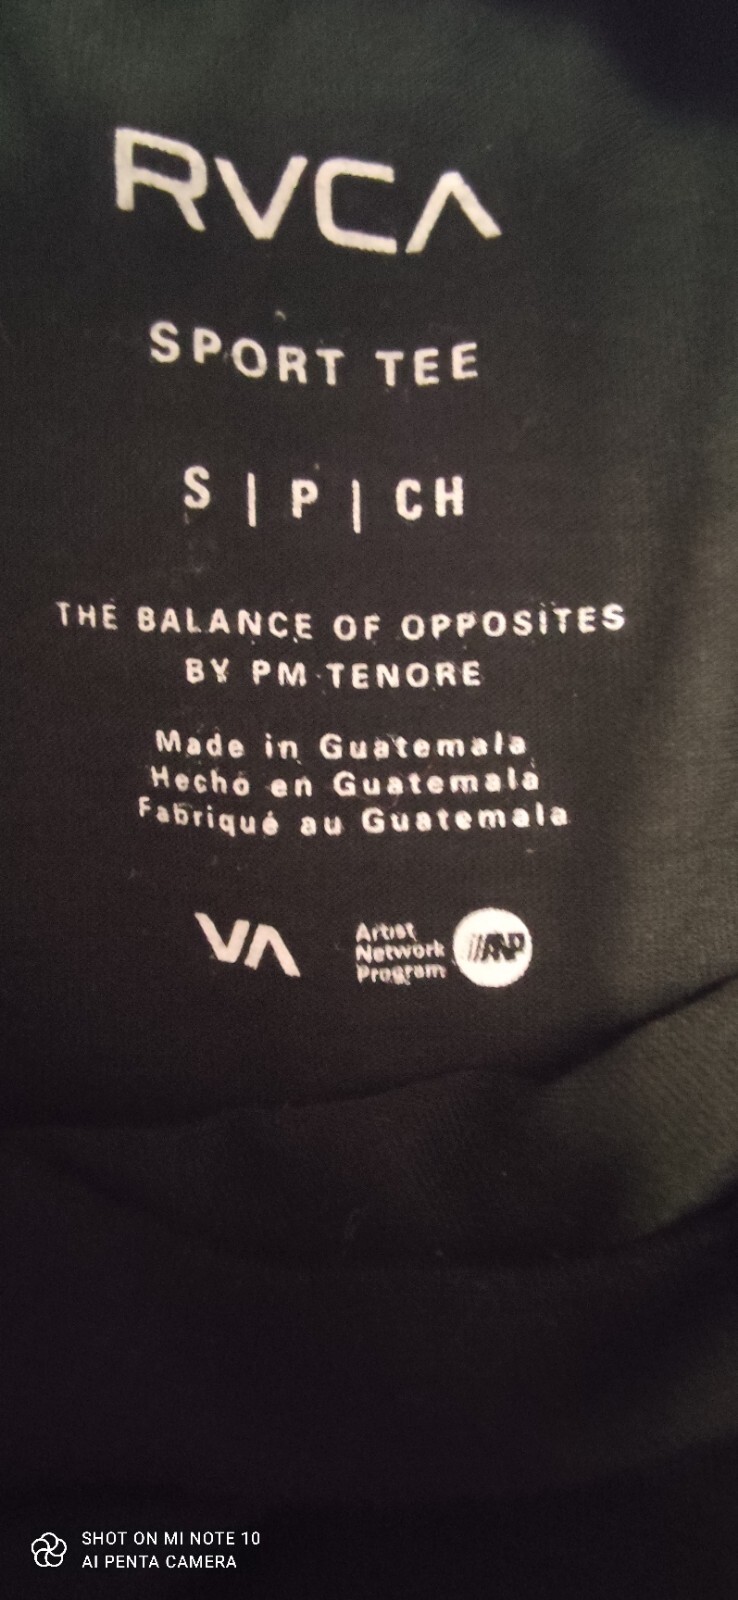 RVCA
SPORT TEE
S | P | CH
THE BALANCE OF OPPOSITES
BY PM TENORE
Made in Guatemala
Hecho en Guatemala
Fabriqué au Guatemala
VA
Artist
Network
Program
ANP
SHOT ON MI NOTE 10
AI PENTA CAMERA